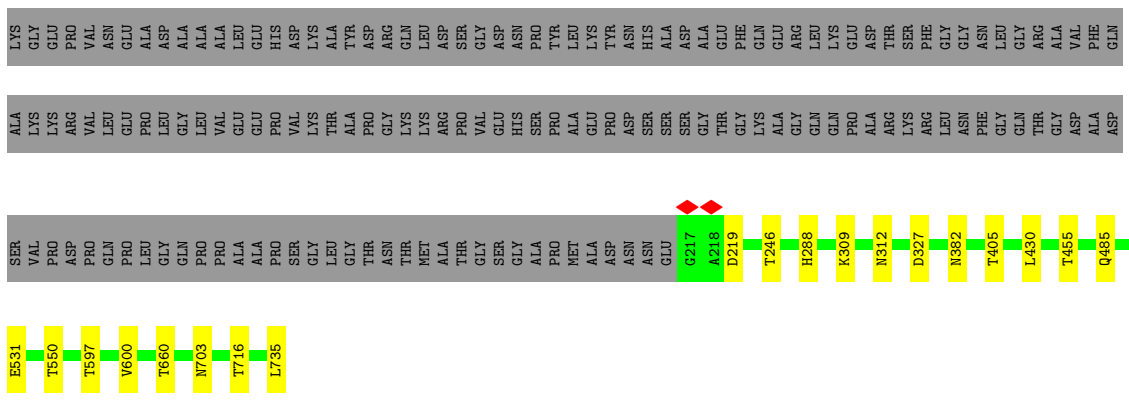 LYS GLY GLU PRO VAL ASN GLU ALA ASP ALA ALA ALA LEU GLU HIS ASP LYS ALA TYR ASP ARG GLN LEU ASP SER GLY ASP ASN PRO TYR LEU LYS TYR ASN HIS ALA ASP ALA GLU PHE GLN GLU ARG LEU LYS GLU ASP THR SER PHE GLY GLY ASN LEU GLY ARG ALA VAL PHE GLN
ALA LYS LYS ARG VAL LEU GLU PRO LEU GLY LEU VAL GLU GLU PRO VAL LYS THR ALA PRO GLY LYS LYS ARG PRO VAL GLU HIS SER PRO ALA GLU PRO ASP SER SER SER GLY THR GLY LYS ALA GLY GLN GLN PRO ALA ARG LYS ARG LEU ASN PHE GLY GLN THR GLY ASP ALA ASP
SER VAL PRO ASP PRO GLN PRO LEU GLY GLN PRO PRO ALA ALA PRO SER GLY LEU GLY THR ASN THR MET ALA THR GLY SER GLY ALA PRO MET ALA ASP ASN ASN GLU G217 A218 D219 T246 H288 K309 N312 D327 N382 T405 L430 T455 Q485
E531 T550 T597 V600 T660 N703 T716 L735